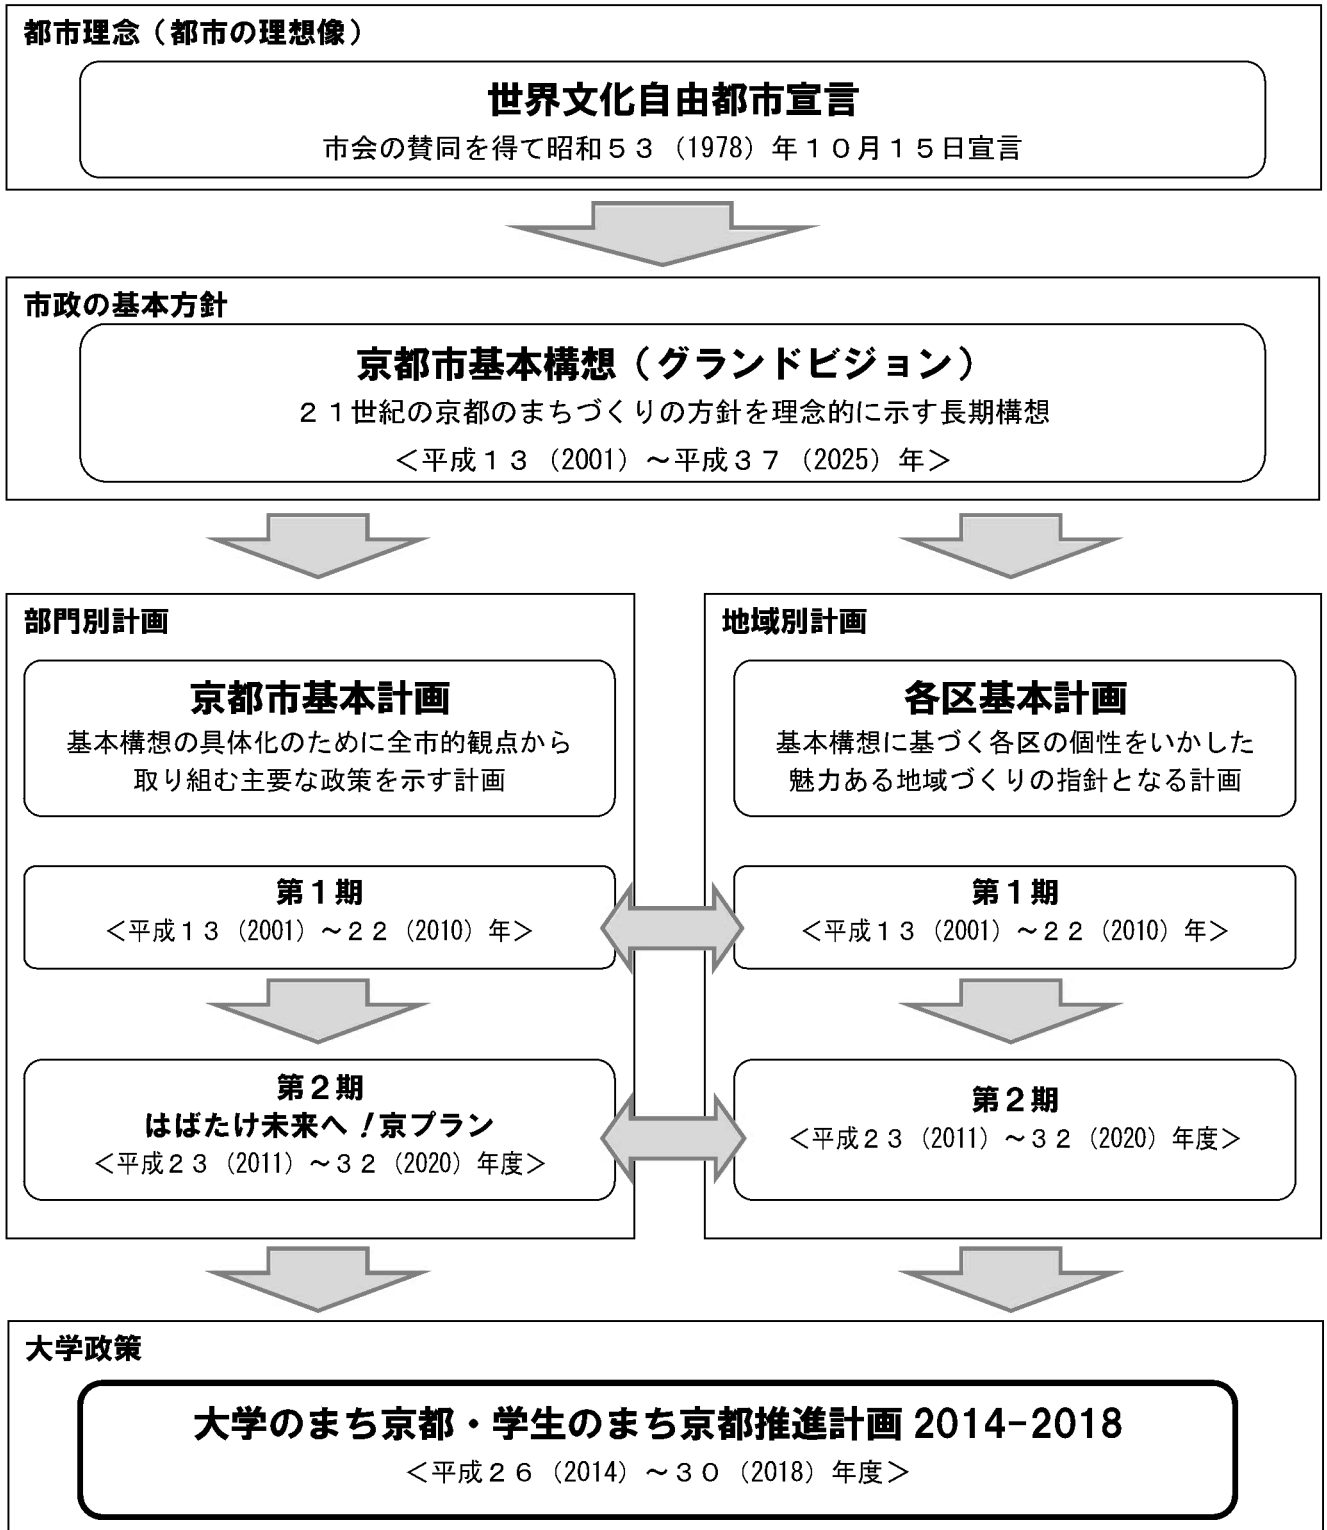 都市理念（都市の理想像）
世界文化自由都市宣言
市会の賛同を得て昭和５３（1978）年１０月１５日宣言
市政の基本方針
京都市基本構想（グランドビジョン）
２１世紀の京都のまちづくりの方針を理念的に示す長期構想
＜平成１３（2001）～平成３７（2025）年＞
部門別計画
京都市基本計画
基本構想の具体化のために全市的観点から
取り組む主要な政策を示す計画
第１期
＜平成１３（2001）～２２（2010）年＞
第２期
はばたけ未来へ！京プラン
＜平成２３（2011）～３２（2020）年度＞
地域別計画
各区基本計画
基本構想に基づく各区の個性をいかした
魅力ある地域づくりの指針となる計画
第１期
＜平成１３（2001）～２２（2010）年＞
第２期
＜平成２３（2011）～３２（2020）年度＞
大学政策
大学のまち京都・学生のまち京都推進計画 2014-2018
＜平成２６（2014）～３０（2018）年度＞